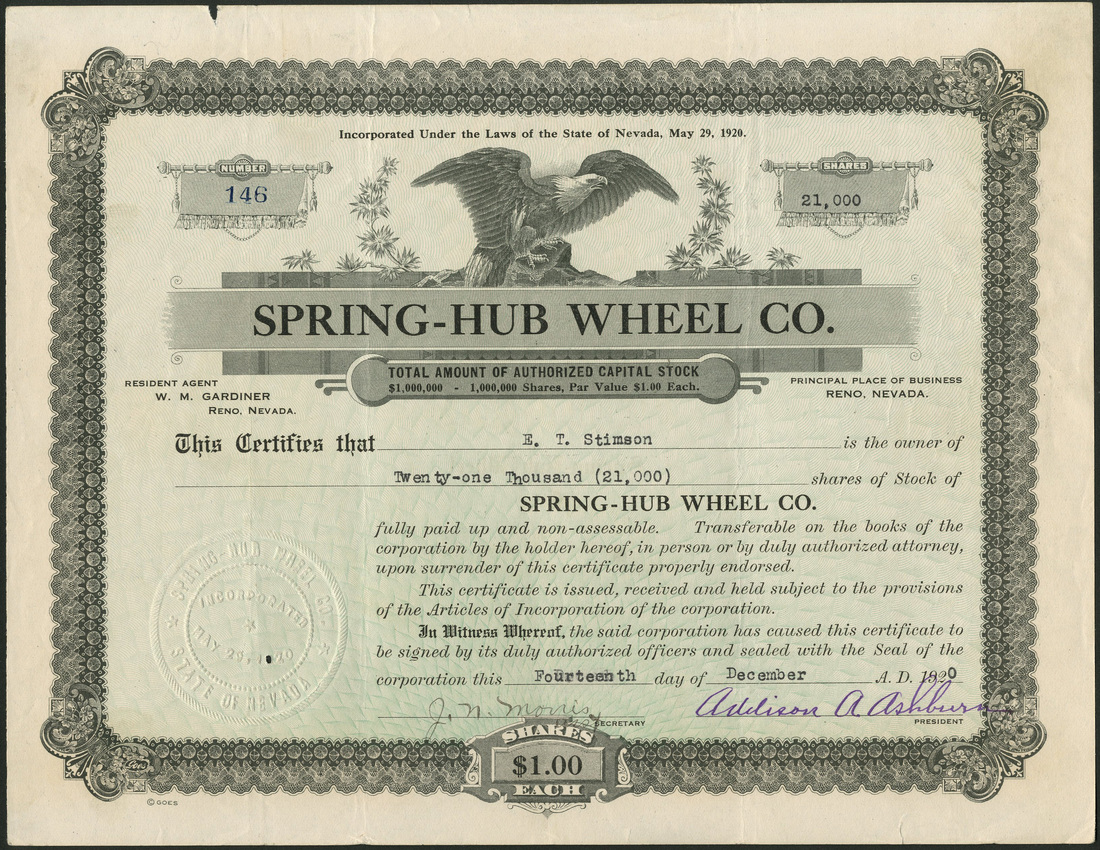 Incorporated Under the Laws of the State of Nevada, May 29, 1920.
NUMBER
146
SHARES
21,000
SPRING-HUB WHEEL CO.
TOTAL AMOUNT OF AUTHORIZED CAPITAL STOCK
$1,000,000 - 1,000,000 Shares, Par Value $1.00 Each.
RESIDENT AGENT
W. M. GARDINER
RENO, NEVADA.
PRINCIPAL PLACE OF BUSINESS
RENO, NEVADA.
This Certifies that E. T. Stimson is the owner of
Twenty-one Thousand (21,000) shares of Stock of
SPRING-HUB WHEEL CO.
fully paid up and non-assessable. Transferable on the books of the
corporation by the holder hereof, in person or by duly authorized attorney,
upon surrender of this certificate properly endorsed.
This certificate is issued, received and held subject to the provisions
of the Articles of Incorporation of the corporation.
In Witness Whereof, the said corporation has caused this certificate to
be signed by its duly authorized officers and sealed with the Seal of the
corporation this Fourteenth day of December A. D. 1920
SPRING-HUB WHEEL CO.
INCORPORATED
MAY 29, 1920
STATE OF NEVADA
J. N. Morris
SECRETARY
Addison A Ashburn
PRESIDENT
SHARES
$1.00
EACH
© GOES